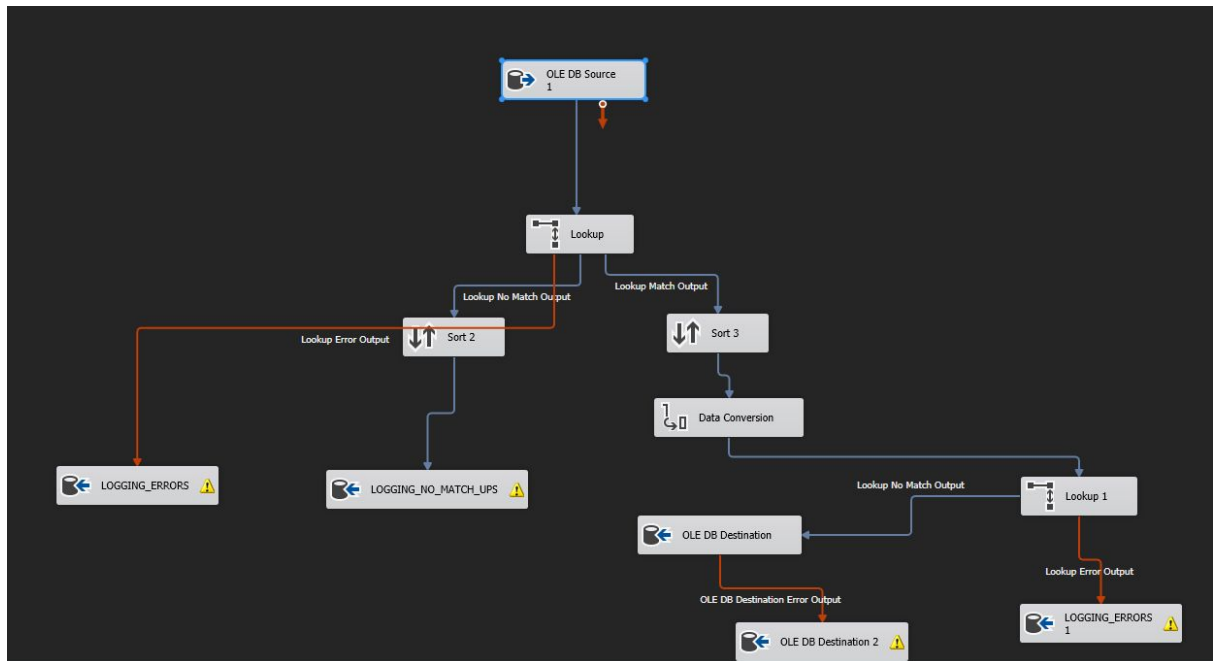 OLE DB Source
1
Lookup
Lookup No Match Output
Lookup Match Output
Lookup Error Output
Sort 2
Sort 3
Data Conversion
LOGGING_ERRORS
LOGGING_NO_MATCH_UPS
Lookup No Match Output
Lookup 1
OLE DB Destination
Lookup Error Output
OLE DB Destination Error Output
LOGGING_ERRORS
1
OLE DB Destination 2